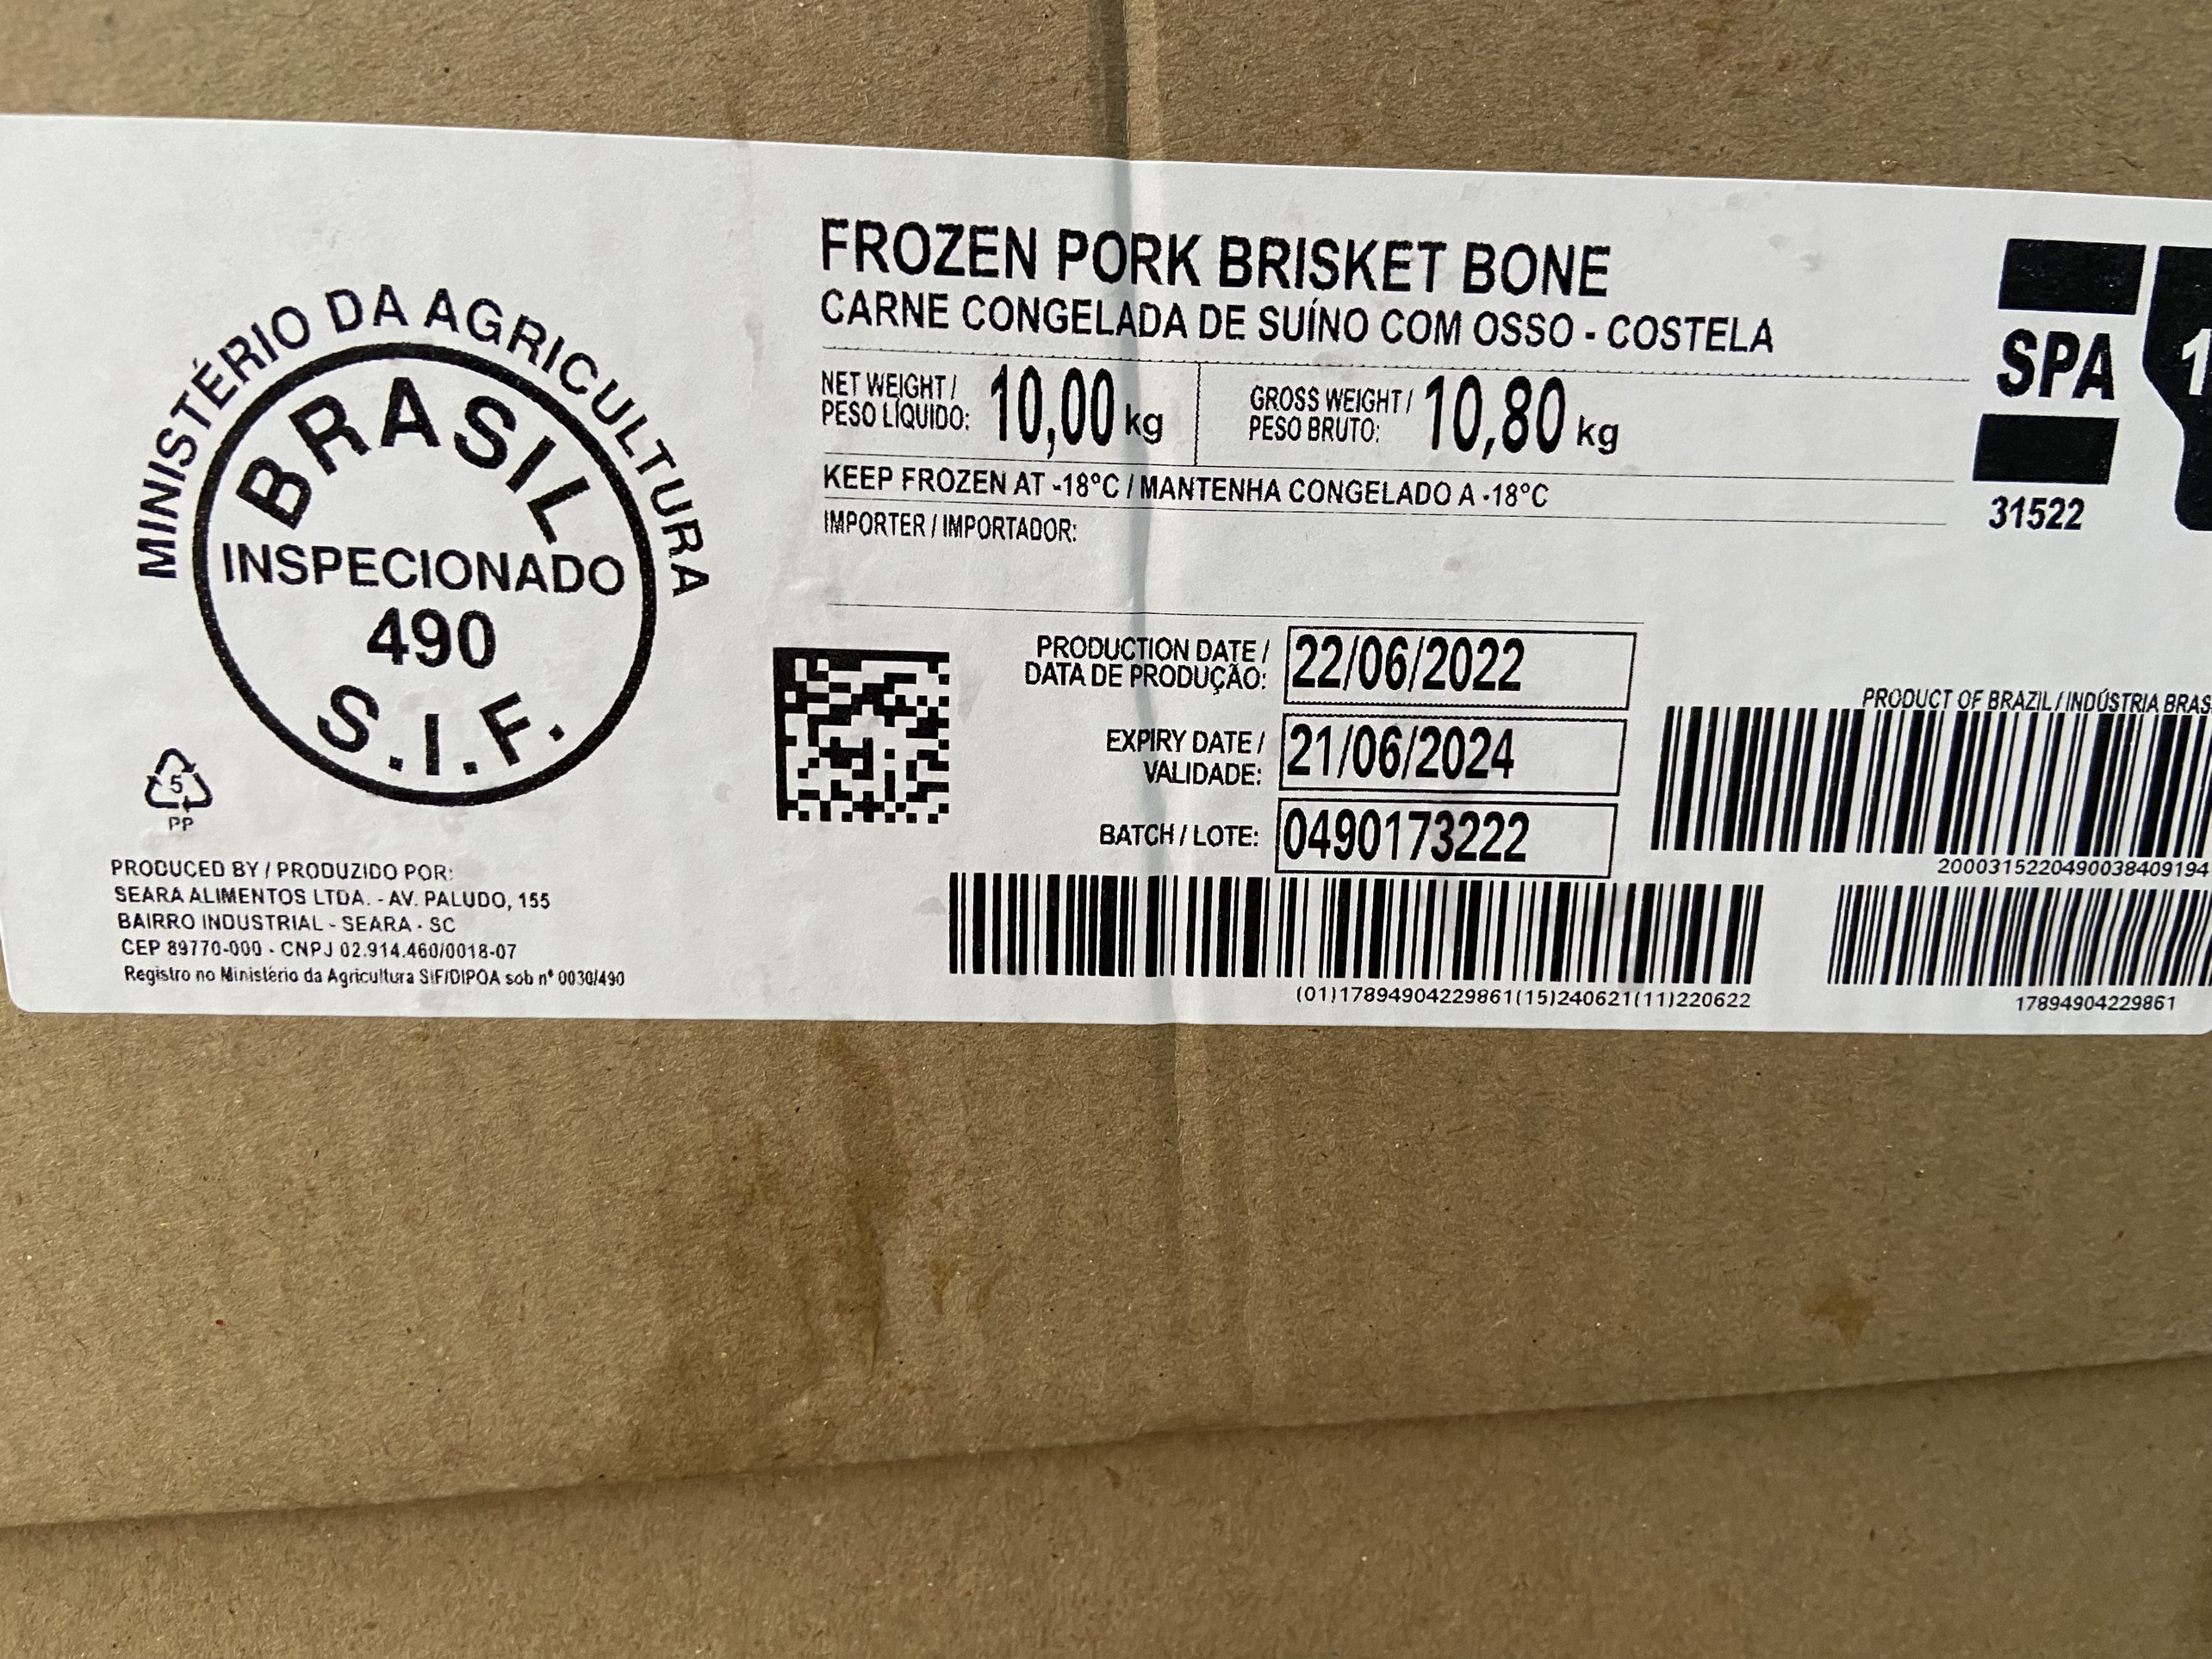 MINISTÉRIO DA AGRICULTURA
BRASIL
INSPECIONADO
490
S.I.F.
5
PP
PRODUCED BY / PRODUZIDO POR:
SEARA ALIMENTOS LTDA. - AV. PALUDO, 155
BAIRRO INDUSTRIAL - SEARA - SC
CEP 89770-000 - CNPJ 02.914.460/0018-07
Registro no Ministério da Agricultura SIF/DIPOA sob nº 0030/490
FROZEN PORK BRISKET BONE
CARNE CONGELADA DE SUÍNO COM OSSO - COSTELA
NET WEIGHT / PESO LÍQUIDO: 10,00 kg
GROSS WEIGHT / PESO BRUTO: 10,80 kg
KEEP FROZEN AT -18ºC / MANTENHA CONGELADO A -18ºC
IMPORTER / IMPORTADOR:
SPA
31522
PRODUCTION DATE / DATA DE PRODUÇÃO: 22/06/2022
EXPIRY DATE / VALIDADE: 21/06/2024
BATCH / LOTE: 0490173222
PRODUCT OF BRAZIL / INDÚSTRIA BRAS
20003152204900384091​94
(01)17894904229861(15)240621(11)220622
17894904229861